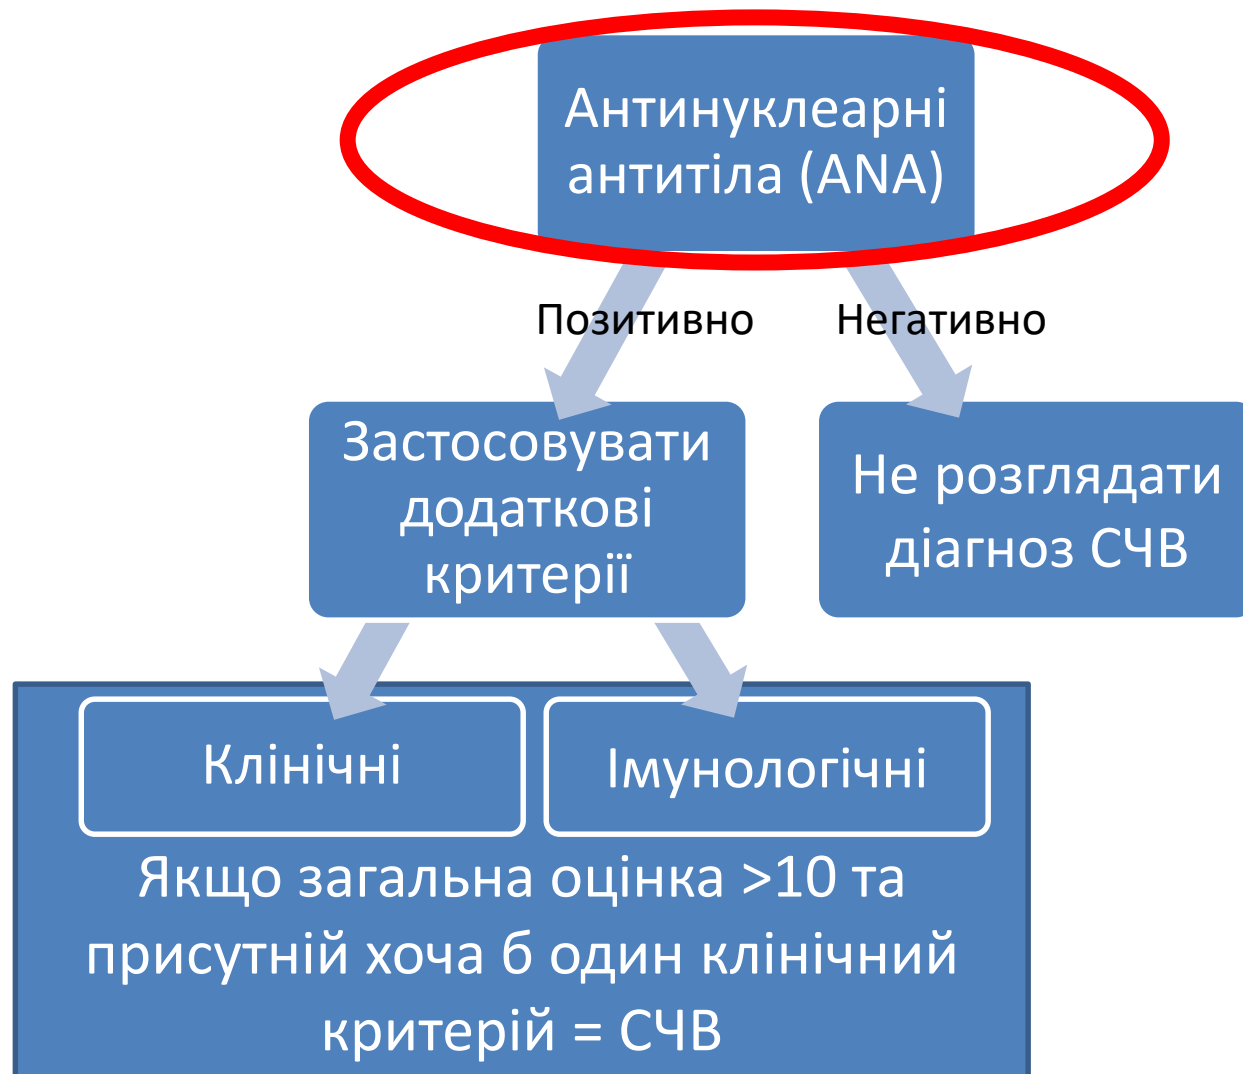 Антинуклеарні
антитіла (ANA)
Позитивно
Негативно
Застосовувати
додаткові
критерії
Не розглядати
діагноз СЧВ
Клінічні
Імунологічні
Якщо загальна оцінка >10 та
присутній хоча б один клінічний
критерій = СЧВ